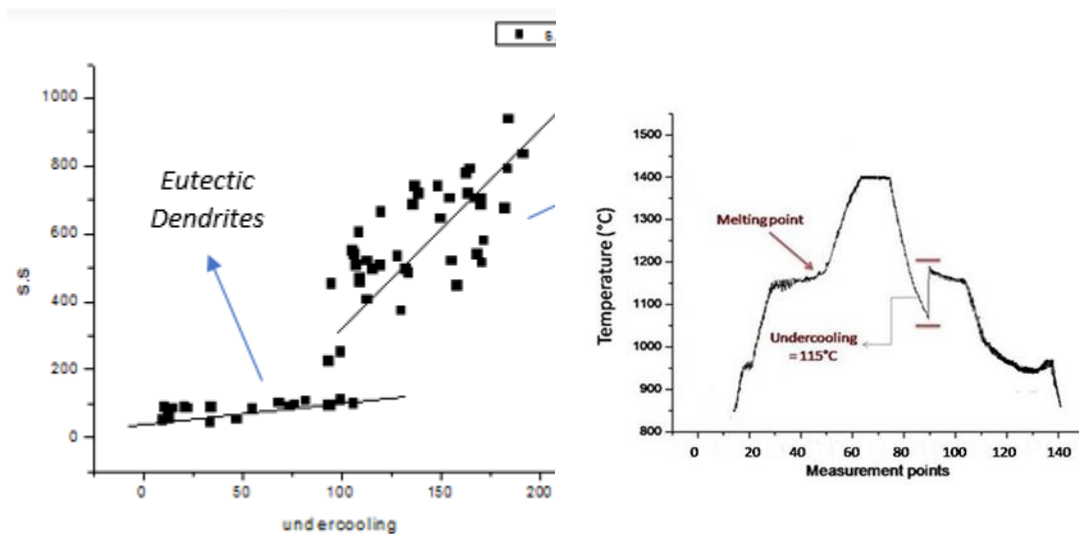 s.
1000
800
600
400
200
0
s.s
Eutectic
Dendrites
0 50 100 150 200
undercooling
1500
1400
1300
1200
1100
1000
900
800
Temperature (°C)
Melting point
Undercooling
= 115°C
0 20 40 60 80 100 120 140
Measurement points